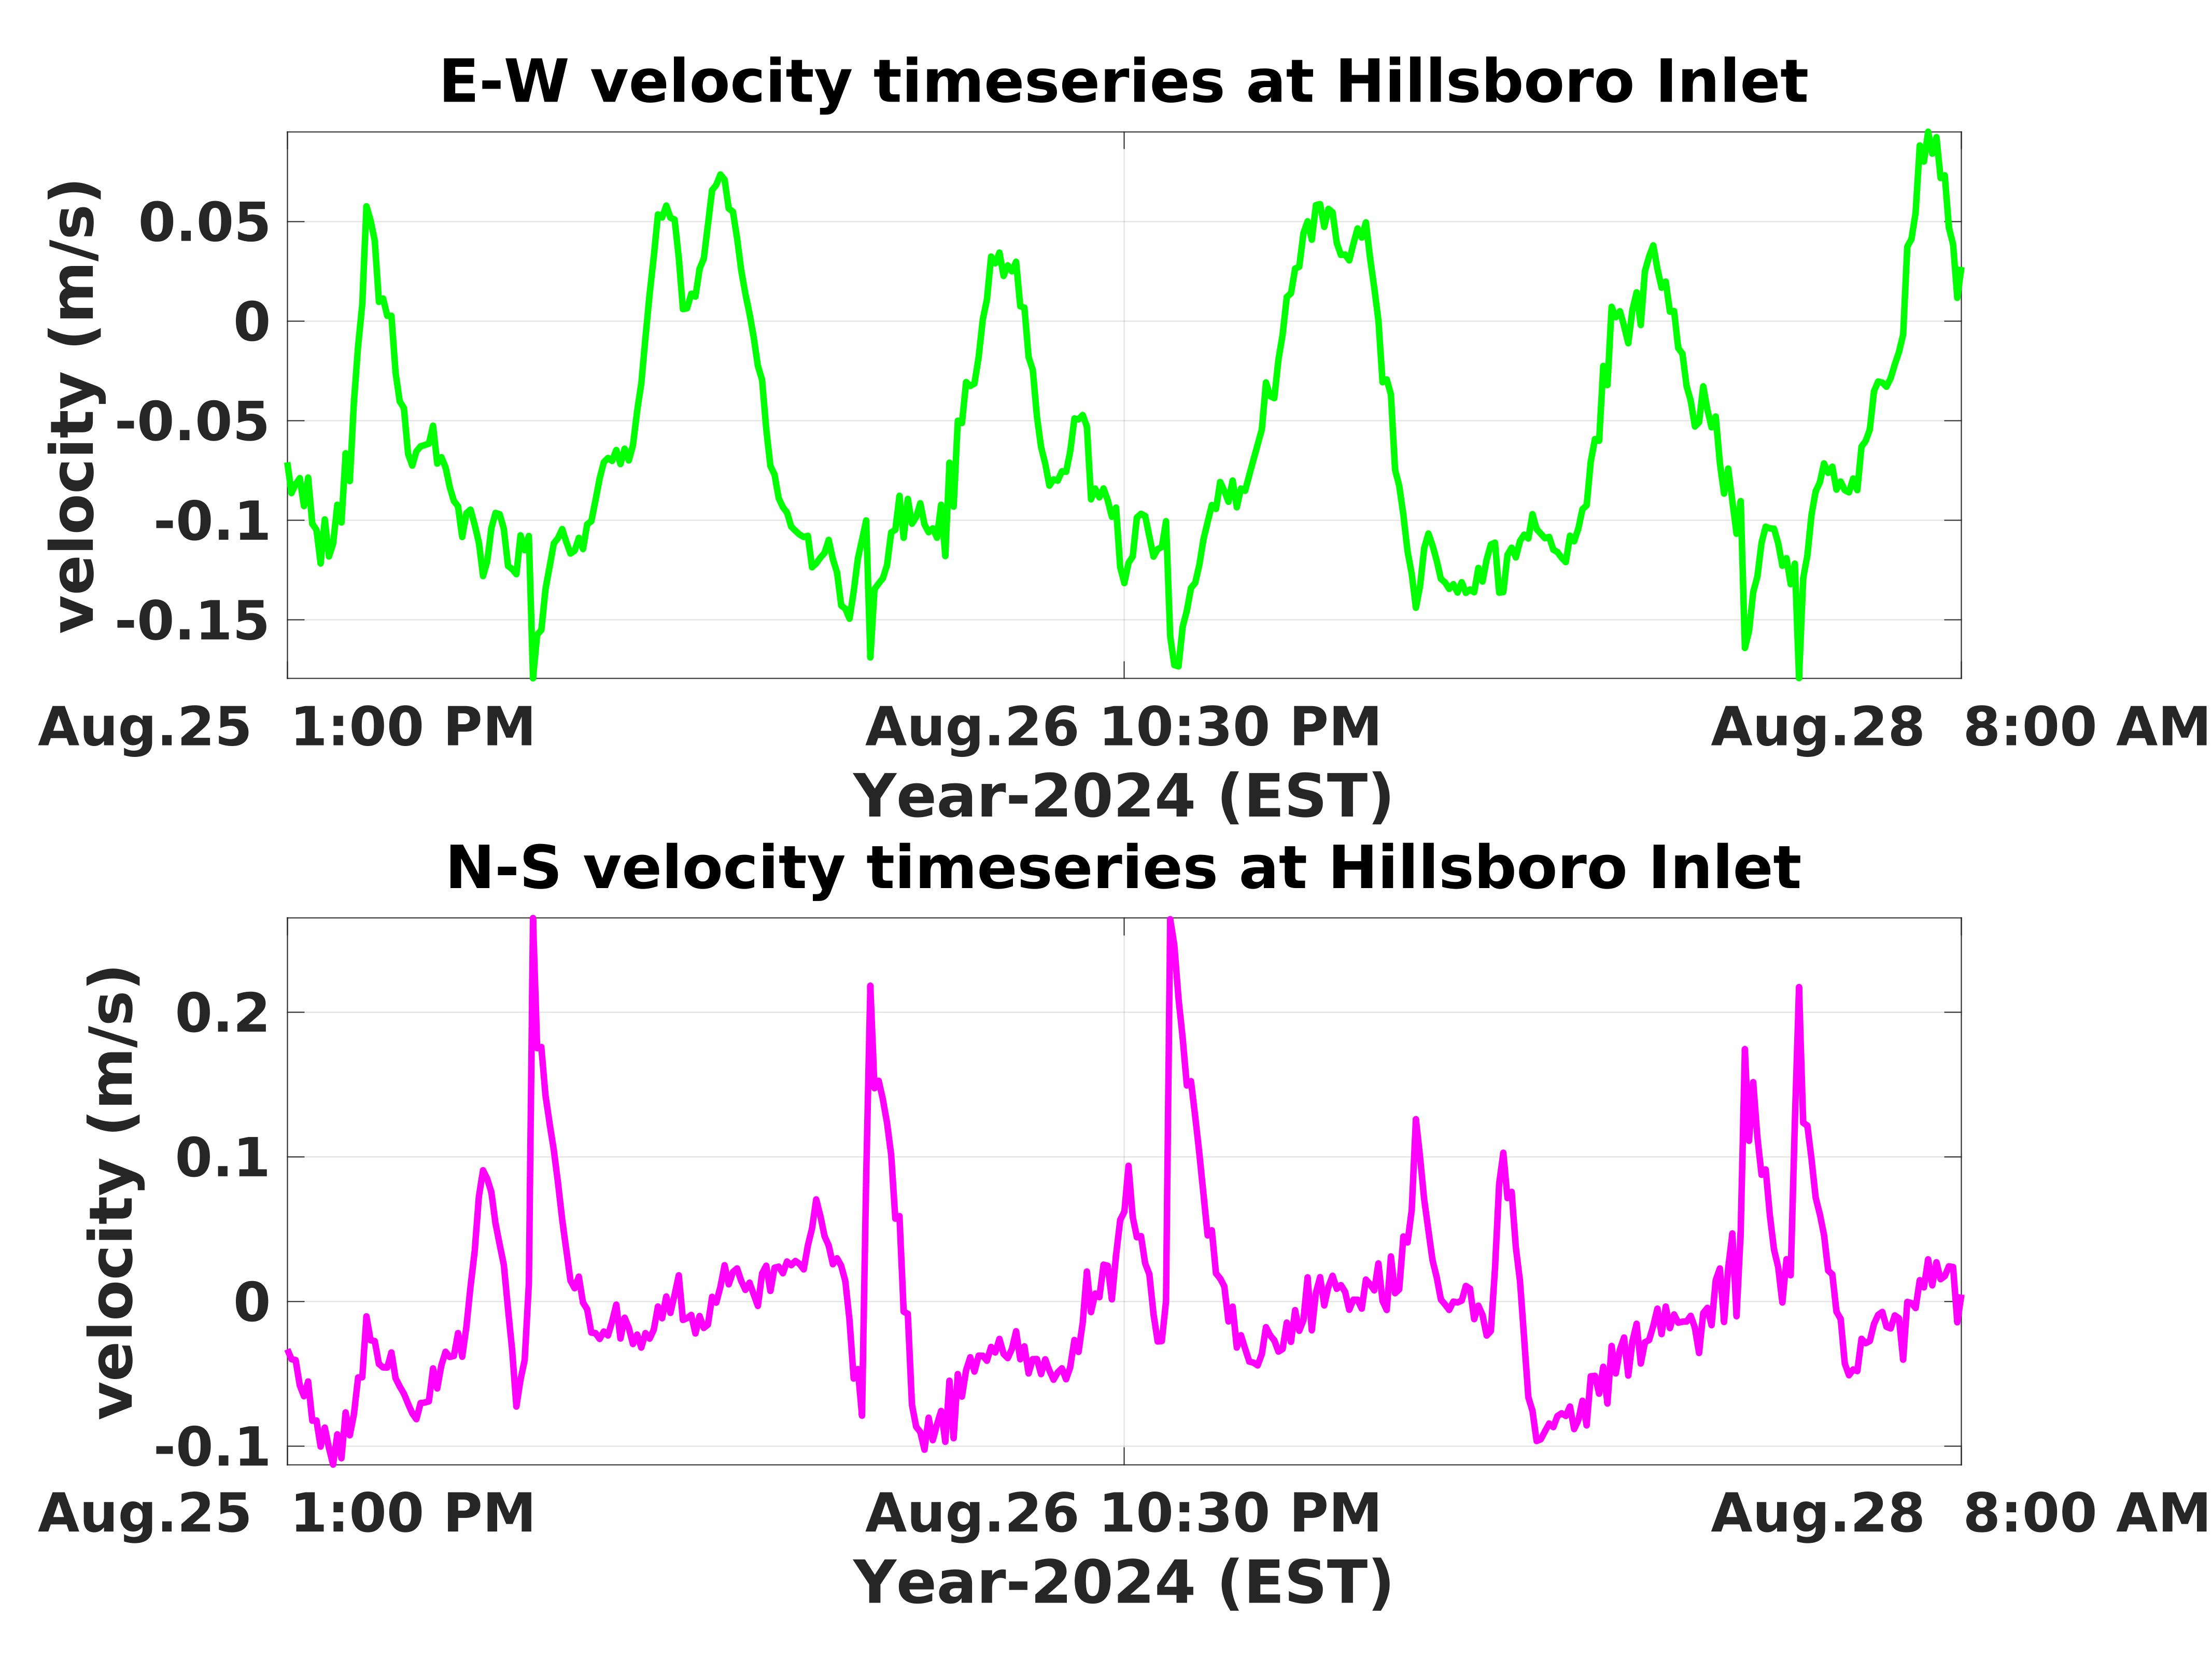 E-W velocity timeseries at Hillsboro Inlet
velocity (m/s)
0.05
0
-0.05
-0.1
-0.15
Aug.25  1:00 PM Aug.26 10:30 PM Aug.28  8:00 AM
Year-2024 (EST)
N-S velocity timeseries at Hillsboro Inlet
velocity (m/s)
0.2
0.1
0
-0.1
Aug.25  1:00 PM Aug.26 10:30 PM Aug.28  8:00 AM
Year-2024 (EST)